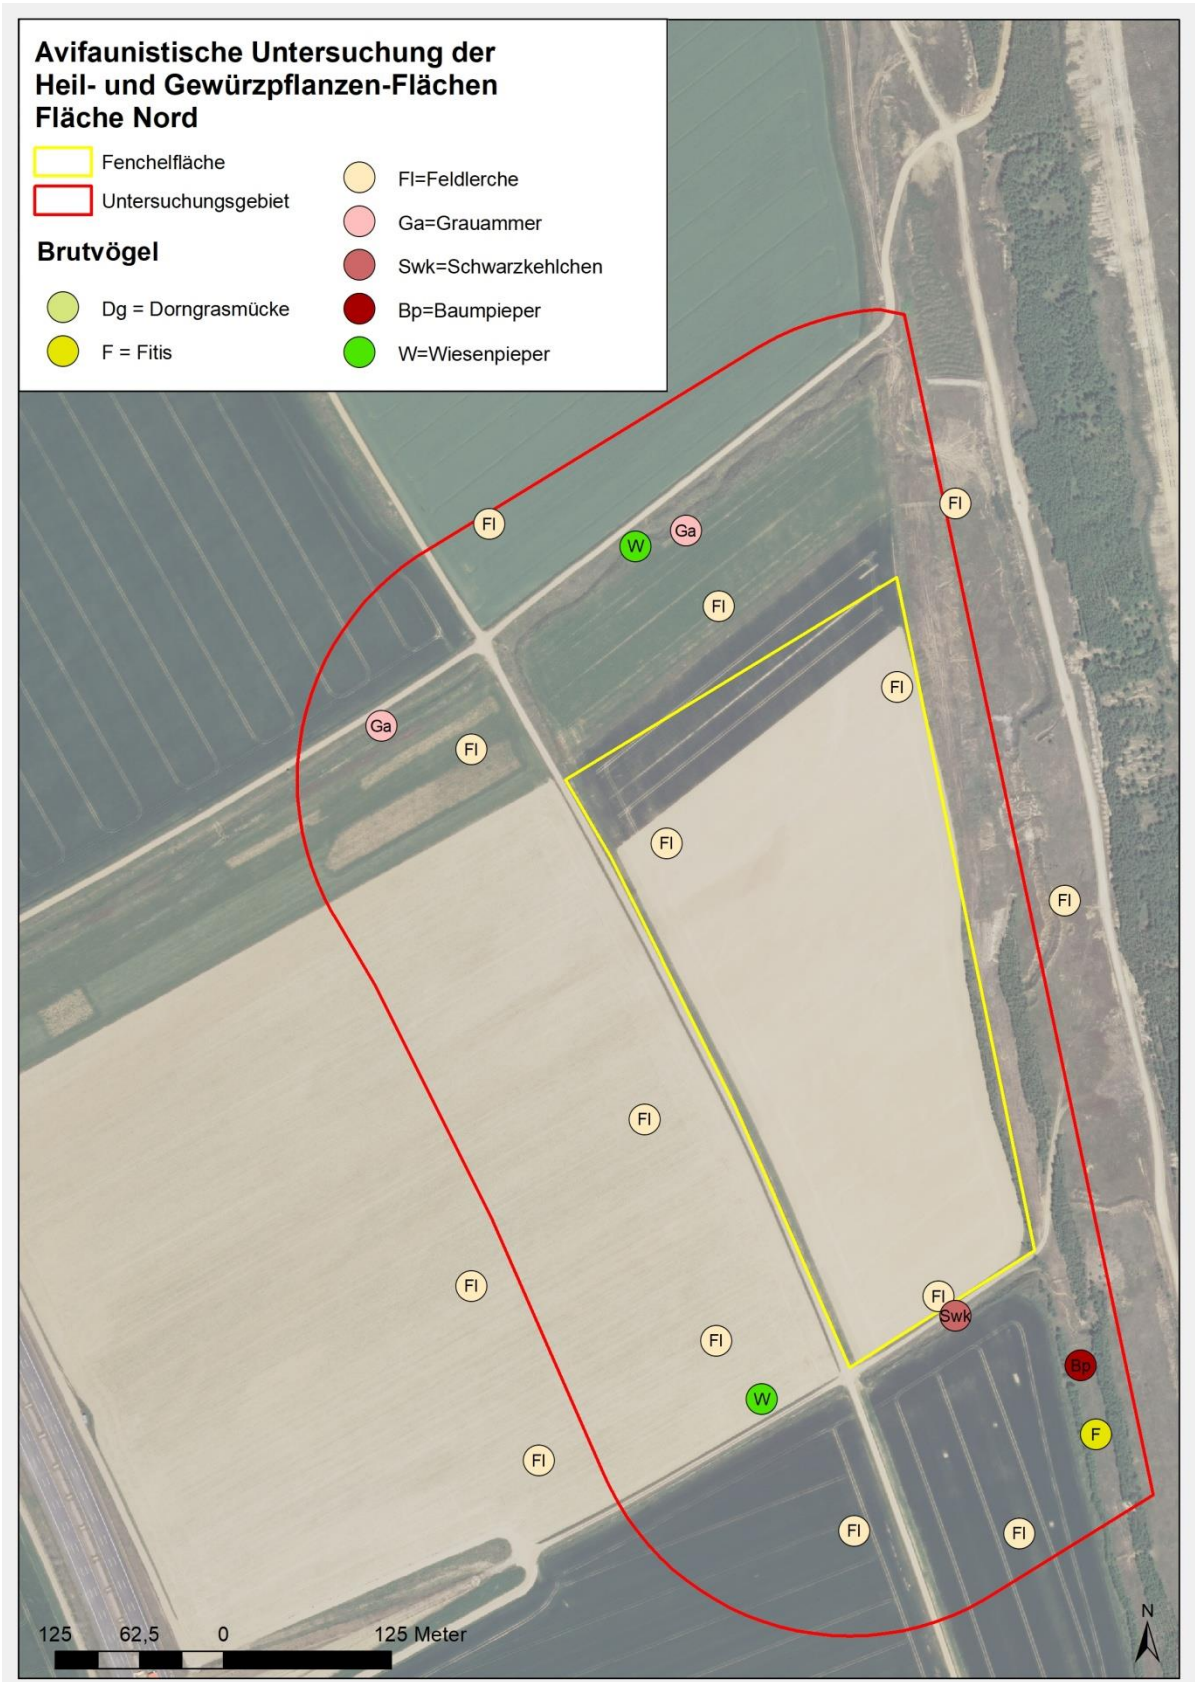 Avifaunistische Untersuchung der
Heil- und Gewürzpflanzen-Flächen
Fläche Nord
Fenchelfläche
Untersuchungsgebiet
Brutvögel
Dg = Dorngrasmücke
F = Fitis
Fl=Feldlerche
Ga=Grauammer
Swk=Schwarzkehlchen
Bp=Baumpieper
W=Wiesenpieper
Fl
Fl
Ga
W
Fl
Fl
Ga
Fl
Fl
Fl
Fl
Fl
Fl
Swk
Fl
Bp
W
F
Fl
Fl
Fl
N
125 62,5 0 125 Meter